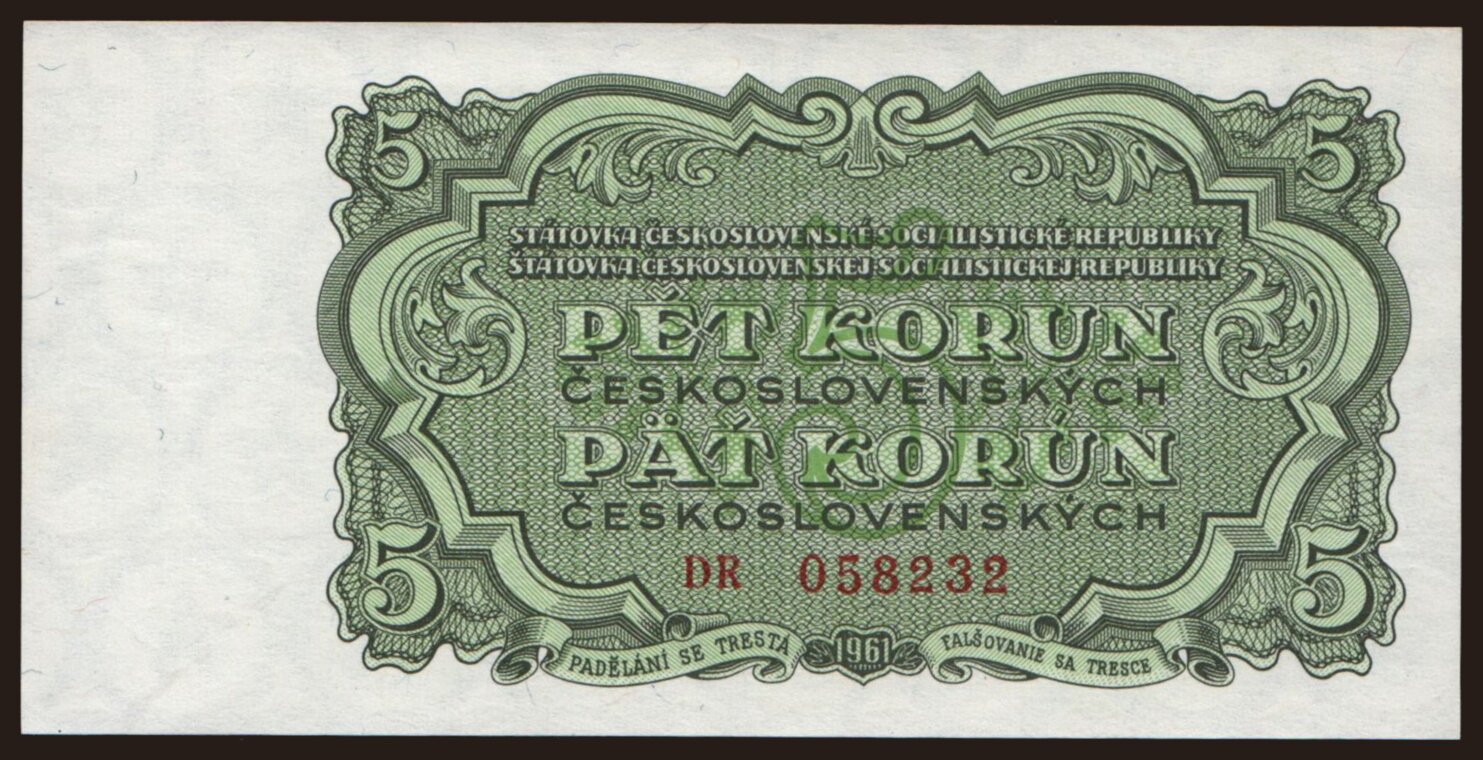 5 5
STÁTOVKA ČESKOSLOVENSKÉ SOCIALISTICKÉ REPUBLIKY
ŠTÁTOVKA ČESKOSLOVENSKEJ SOCIALISTICKEJ REPUBLIKY
PĚT KORUN
ČESKOSLOVENSKÝCH
PÄŤ KORÚN
ČESKOSLOVENSKÝCH
5 5
DR 058232
PADĚLÁNÍ SE TRESTÁ 1961 FALŠOVANIE SA TRESCE